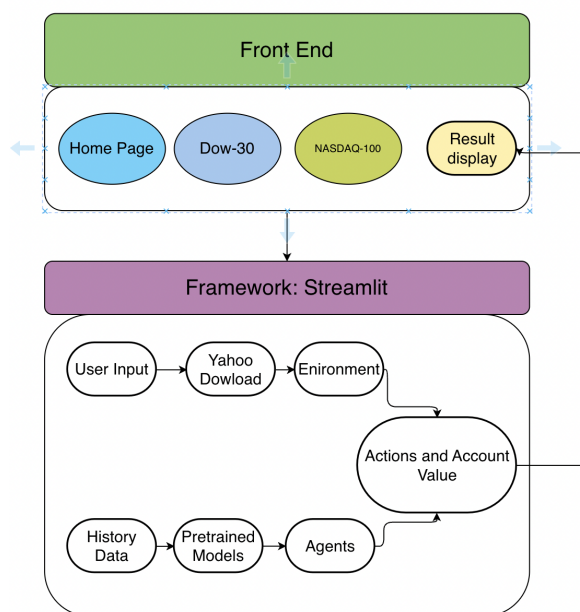 Front End
Home Page
Dow-30
NASDAQ-100
Result
display
Framework: Streamlit
User Input
Yahoo
Dowload
Enironment
Actions and Account
Value
History
Data
Pretrained
Models
Agents